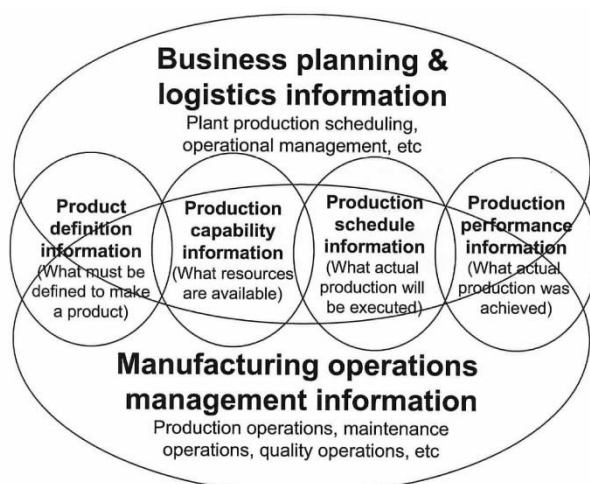 Business planning &
logistics information
Plant production scheduling,
operational management, etc
Product
definition
information
(What must be
defined to make
a product)
Production
capability
information
(What resources
are available)
Production
schedule
information
(What actual
production will
be executed)
Production
performance
information
(What actual
production was
achieved)
Manufacturing operations
management information
Production operations, maintenance
operations, quality operations, etc